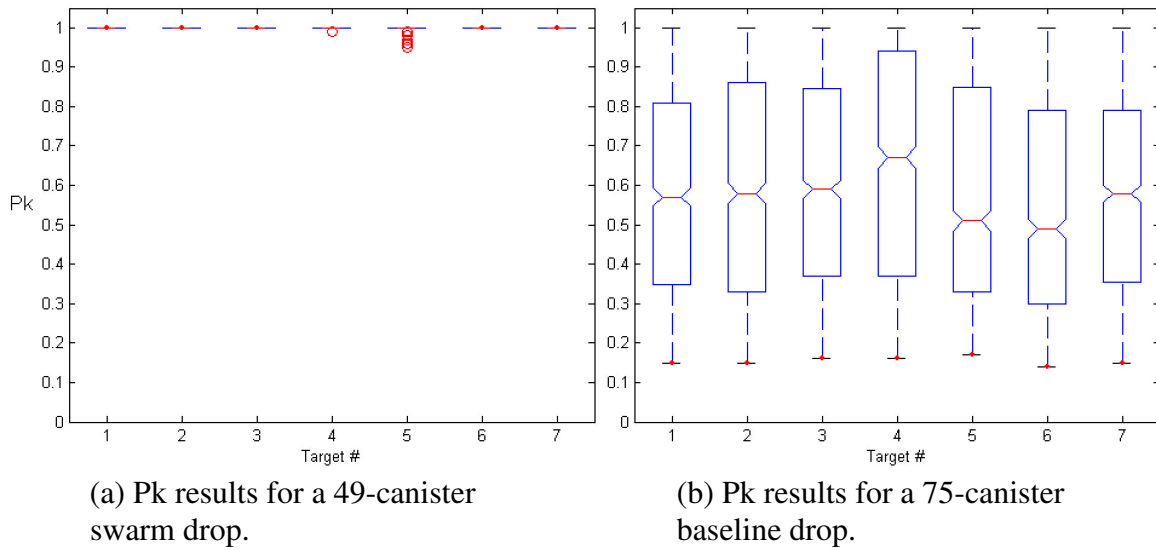 1
0.9
0.8
0.7
0.6
Pk
0.5
0.4
0.3
0.2
0.1
0
1 2 3 4 5 6 7
Target #
1
0.9
0.8
0.7
0.6
0.5
0.4
0.3
0.2
0.1
0
1 2 3 4 5 6 7
Target #
(a) Pk results for a 49-canister
swarm drop.
(b) Pk results for a 75-canister
baseline drop.